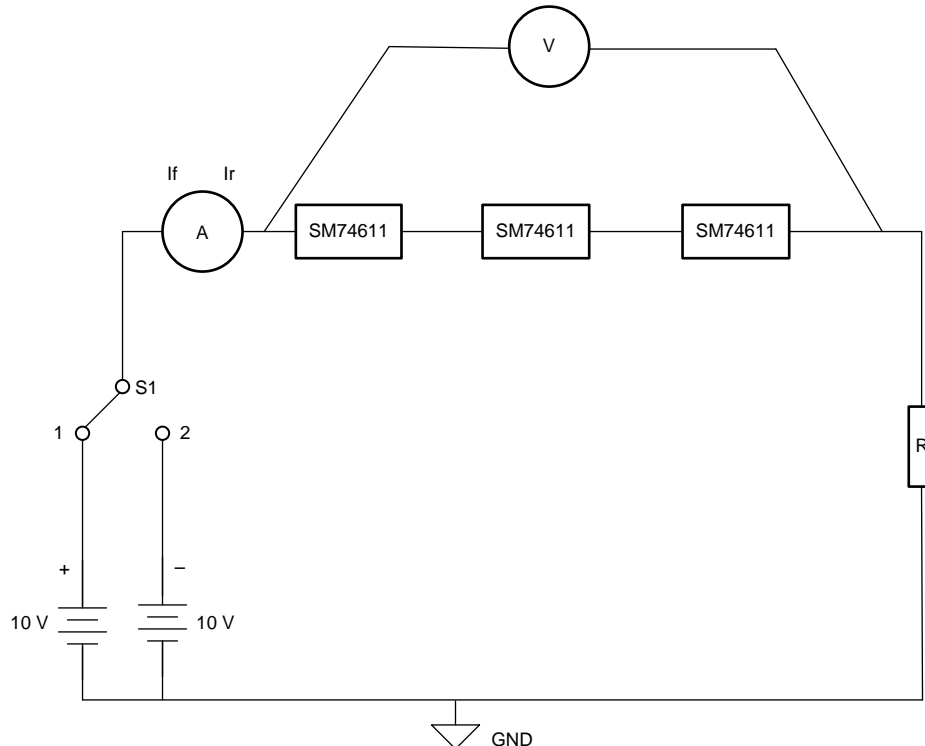 V
If Ir
A
SM74611 SM74611 SM74611
S1
1 2
R
+ –
10 V 10 V
GND